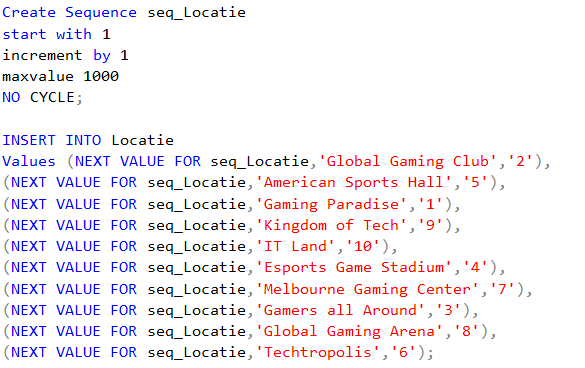 Create Sequence seq_Locatie
start with 1
increment by 1
maxvalue 1000
NO CYCLE;
INSERT INTO Locatie
Values (NEXT VALUE FOR seq_Locatie,'Global Gaming Club','2'),
(NEXT VALUE FOR seq_Locatie,'American Sports Hall','5'),
(NEXT VALUE FOR seq_Locatie,'Gaming Paradise','1'),
(NEXT VALUE FOR seq_Locatie,'Kingdom of Tech','9'),
(NEXT VALUE FOR seq_Locatie,'IT Land','10'),
(NEXT VALUE FOR seq_Locatie,'Esports Game Stadium','4'),
(NEXT VALUE FOR seq_Locatie,'Melbourne Gaming Center','7'),
(NEXT VALUE FOR seq_Locatie,'Gamers all Around','3'),
(NEXT VALUE FOR seq_Locatie,'Global Gaming Arena','8'),
(NEXT VALUE FOR seq_Locatie,'Techtropolis','6');